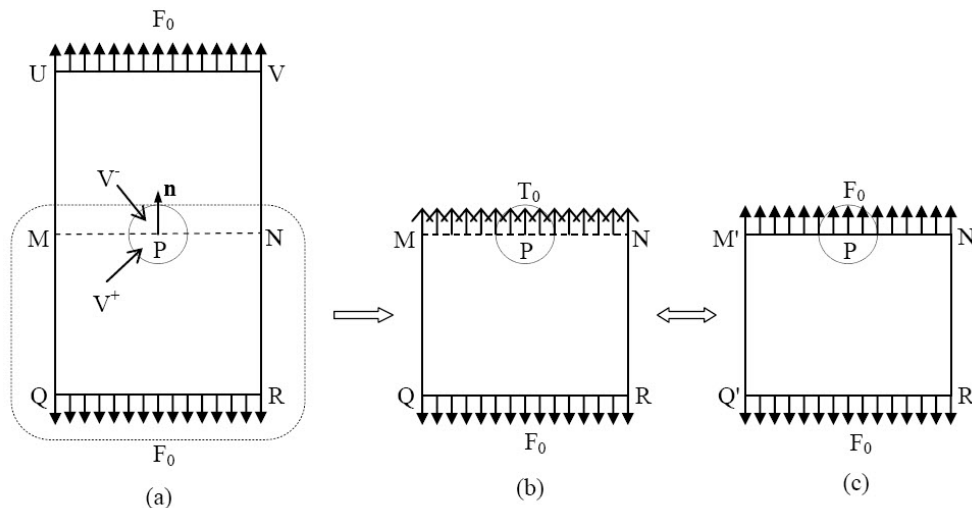 F₀
U V
V⁻ n
M P N
V⁺
Q R
F₀
(a)
T₀
M N
P
Q R
F₀
(b)
F₀
M' N
P
Q' R
F₀
(c)